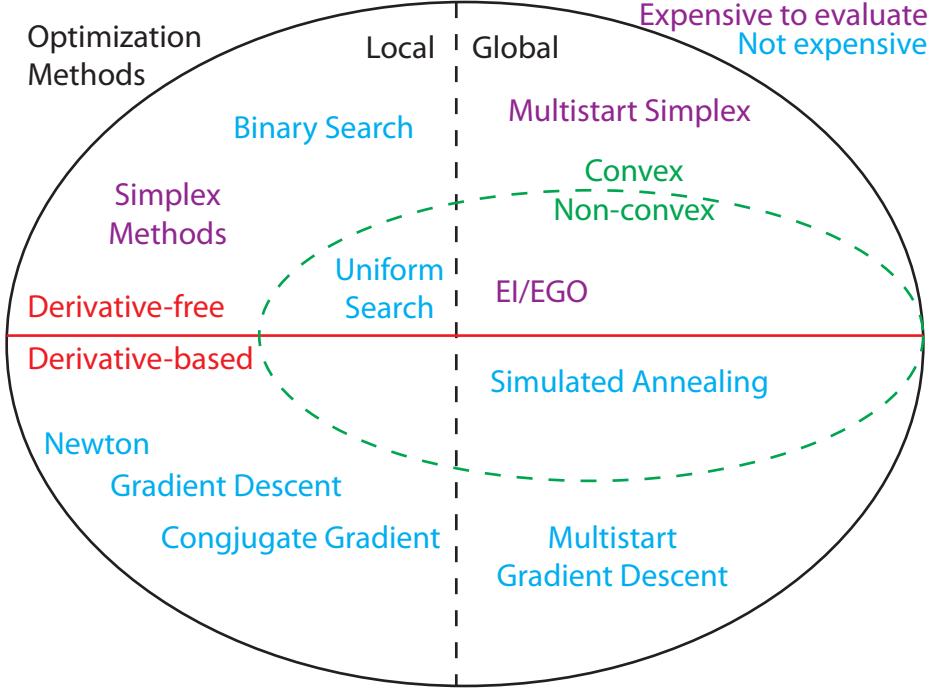 Optimization
Methods
Local
Global
Expensive to evaluate
Not expensive
Binary Search
Multistart Simplex
Simplex
Methods
Convex
Non-convex
Uniform
Search
EI/EGO
Derivative-free
Derivative-based
Simulated Annealing
Newton
Gradient Descent
Congjugate Gradient
Multistart
Gradient Descent